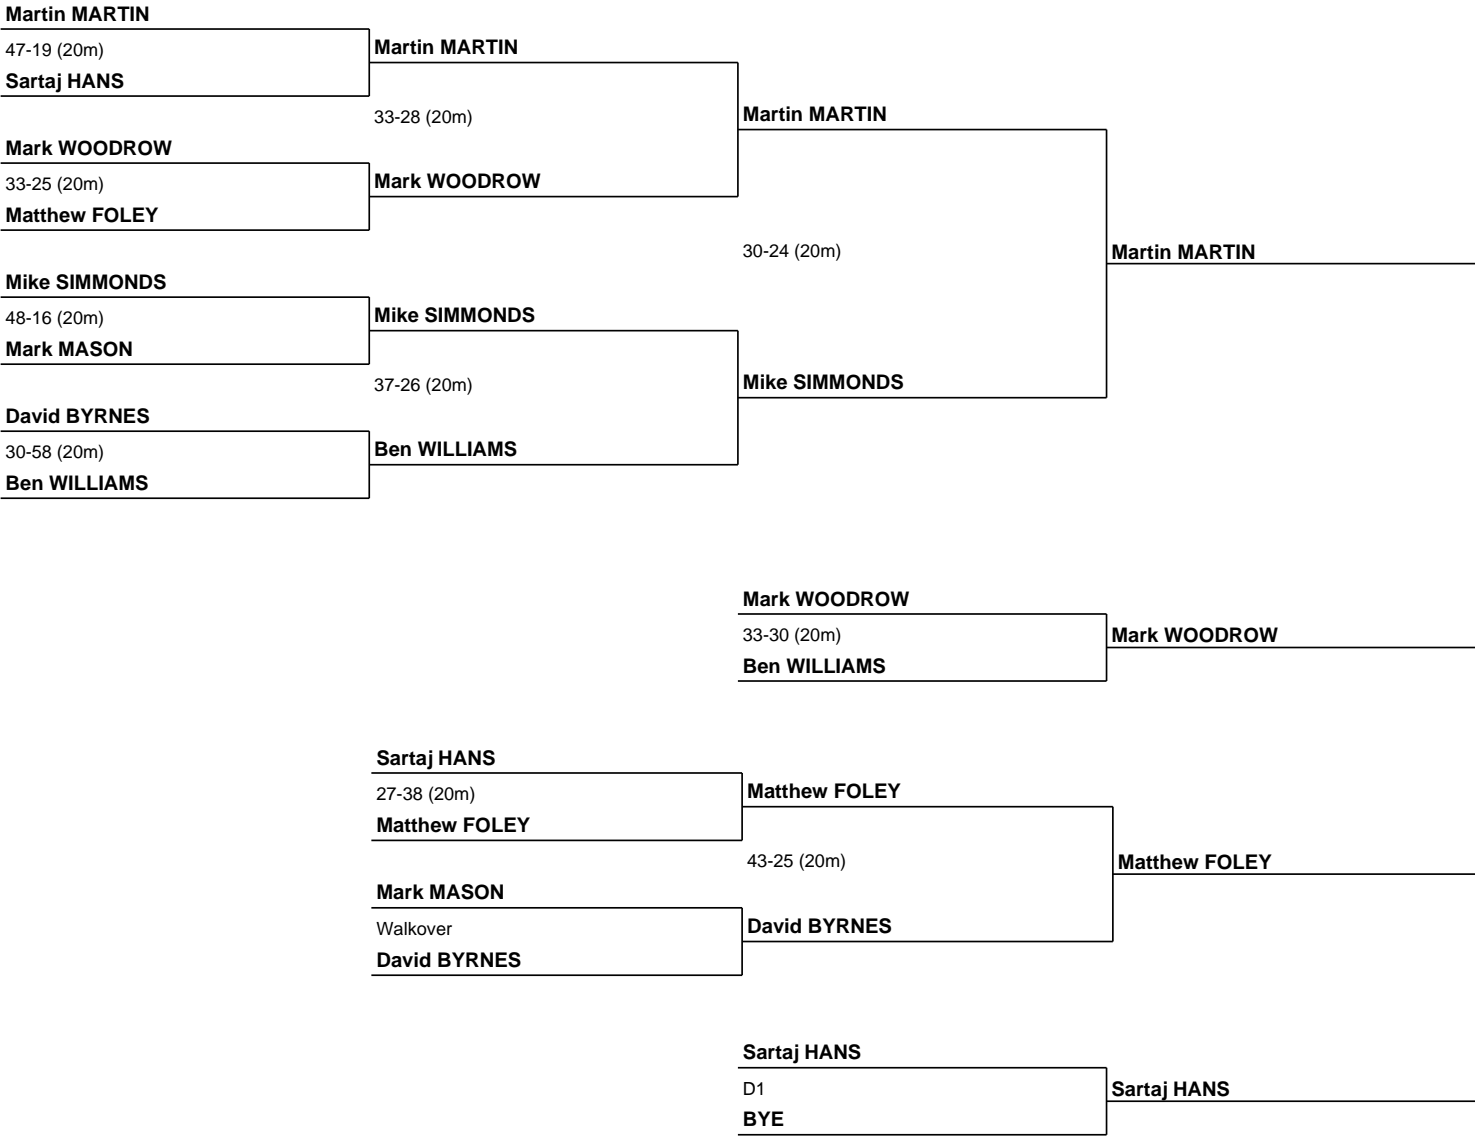 Martin MARTIN
47-19 (20m)
Martin MARTIN
Sartaj HANS
33-28 (20m)
Martin MARTIN
Mark WOODROW
33-25 (20m)
Mark WOODROW
Matthew FOLEY
30-24 (20m)
Martin MARTIN
Mike SIMMONDS
48-16 (20m)
Mike SIMMONDS
Mark MASON
37-26 (20m)
Mike SIMMONDS
David BYRNES
30-58 (20m)
Ben WILLIAMS
Ben WILLIAMS
Mark WOODROW
33-30 (20m)
Mark WOODROW
Ben WILLIAMS
Sartaj HANS
27-38 (20m)
Matthew FOLEY
Matthew FOLEY
43-25 (20m)
Matthew FOLEY
Mark MASON
Walkover
David BYRNES
David BYRNES
Sartaj HANS
D1
Sartaj HANS
BYE